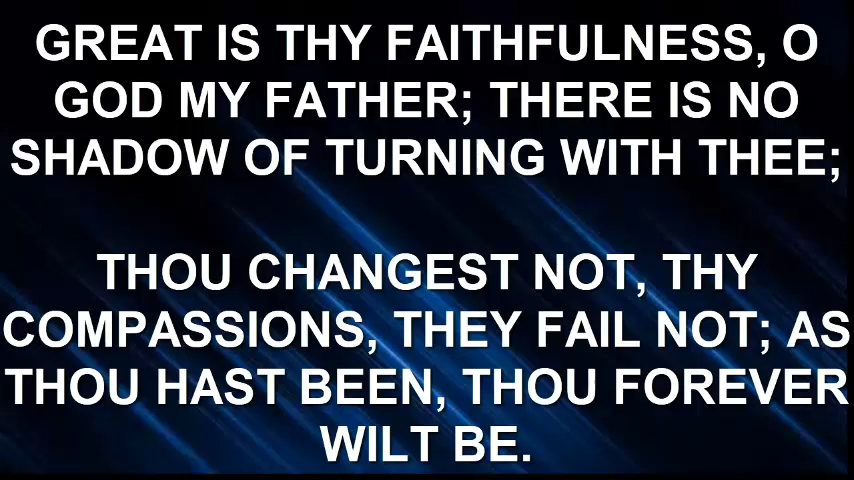 GREAT IS THY FAITHFULNESS, O
GOD MY FATHER; THERE IS NO
SHADOW OF TURNING WITH THEE;
THOU CHANGEST NOT, THY
COMPASSIONS, THEY FAIL NOT; AS
THOU HAST BEEN, THOU FOREVER
WILT BE.